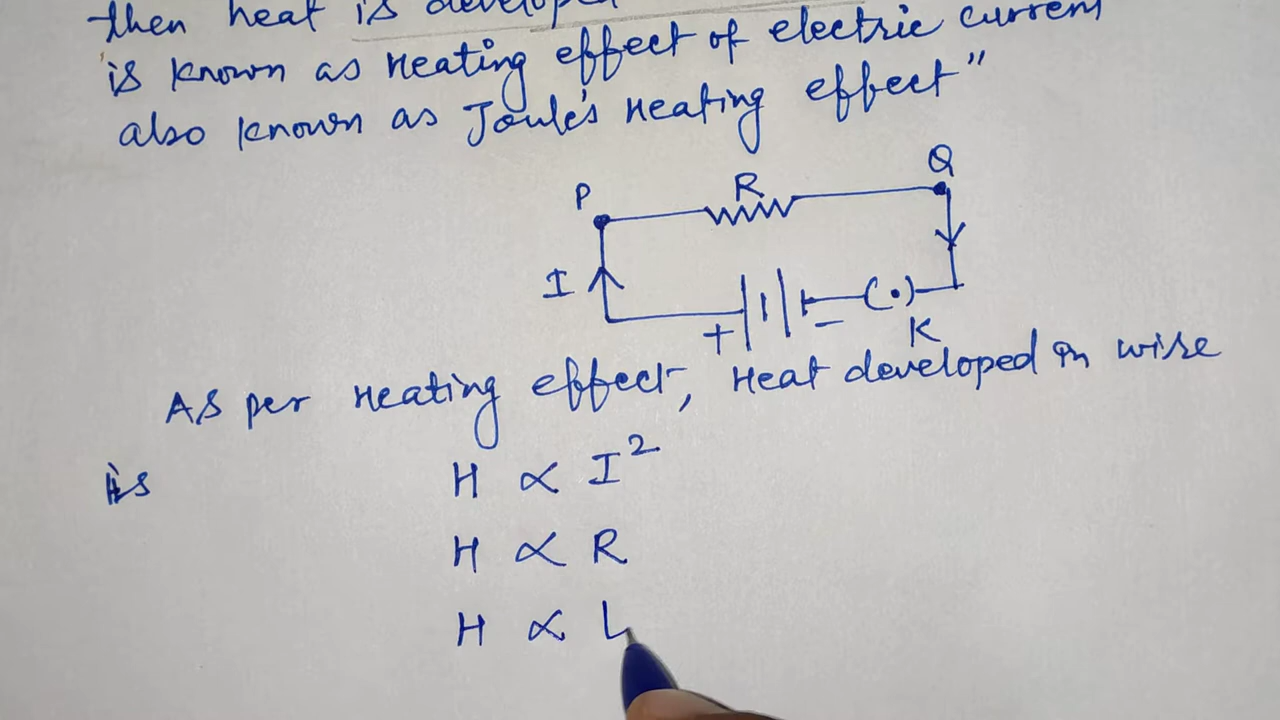 then heat is developed
is known as Heating effect of electric current
also known as Joule's Heating effect"
P
R
Q
I
+
-
K
As per Heating effect, Heat developed in wire
is
H ∝ I²
H ∝ R
H ∝